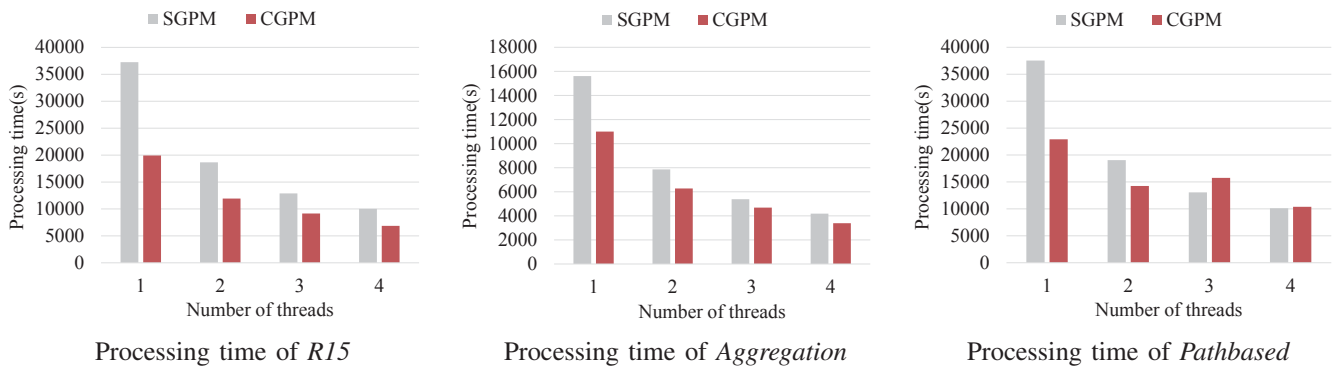 SGPM CGPM
40000
35000
30000
25000
20000
15000
10000
5000
0
Processing time(s)
1 2 3 4
Number of threads
Processing time of R15
SGPM CGPM
18000
16000
14000
12000
10000
8000
6000
4000
2000
0
Processing time(s)
1 2 3 4
Number of threads
Processing time of Aggregation
SGPM CGPM
40000
35000
30000
25000
20000
15000
10000
5000
0
Processing time(s)
1 2 3 4
Number of threads
Processing time of Pathbased